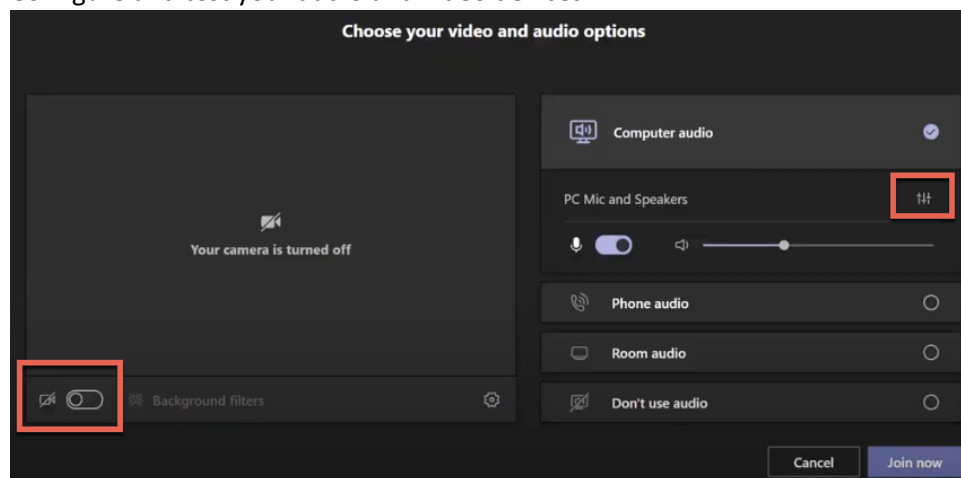 Choose your video and audio options
Your camera is turned off
Background filters
Computer audio
PC Mic and Speakers
Phone audio
Room audio
Don't use audio
Cancel
Join now